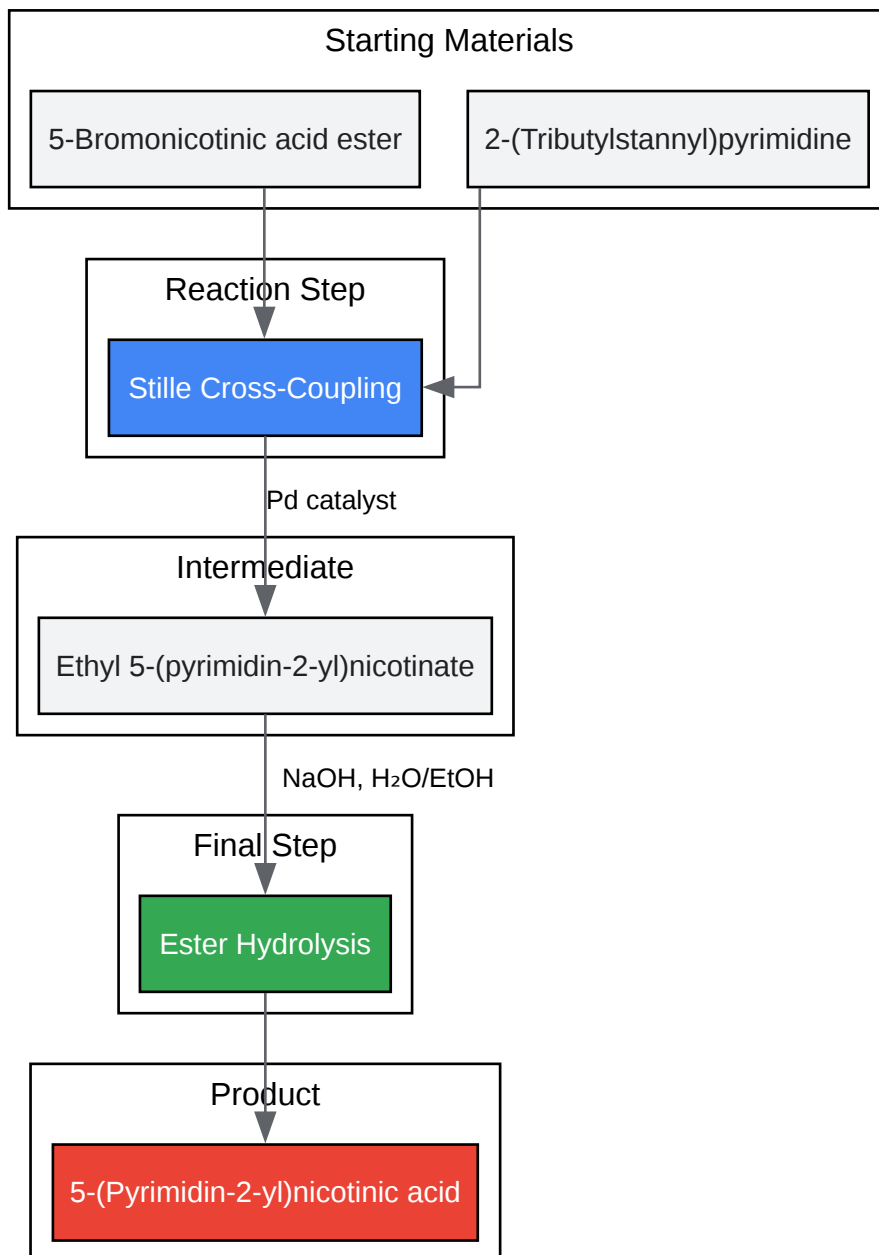 Starting Materials
5-Bromonicotinic acid ester
2-(Tributylstannyl)pyrimidine
Reaction Step
Stille Cross-Coupling
Pd catalyst
Intermediate
Ethyl 5-(pyrimidin-2-yl)nicotinate
NaOH, H₂O/EtOH
Final Step
Ester Hydrolysis
Product
5-(Pyrimidin-2-yl)nicotinic acid